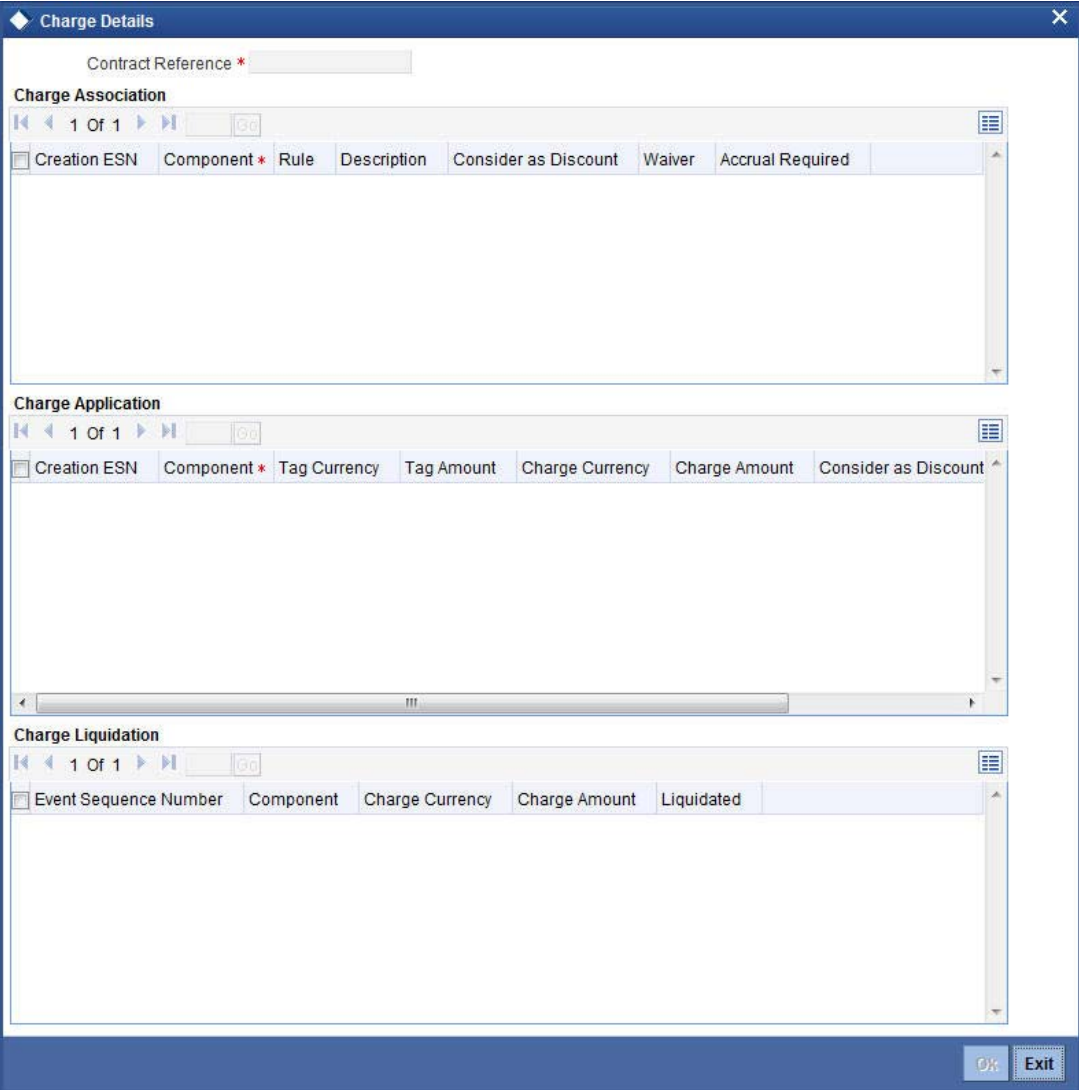 Charge Details
Contract Reference *
Charge Association
1 Of 1 Go
Creation ESN Component * Rule Description Consider as Discount Waiver Accrual Required
Charge Application
1 Of 1 Go
Creation ESN Component * Tag Currency Tag Amount Charge Currency Charge Amount Consider as Discount
Charge Liquidation
1 Of 1 Go
Event Sequence Number Component Charge Currency Charge Amount Liquidated
Ok Exit